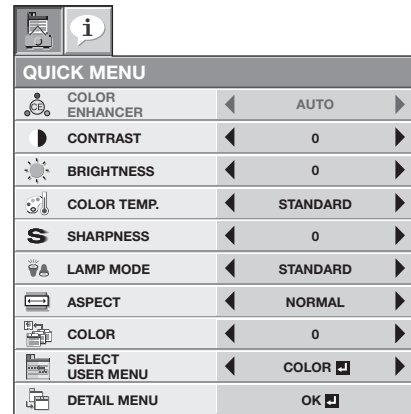 i
QUICK MENU
COLOR
ENHANCER
AUTO
CE
CONTRAST
0
BRIGHTNESS
0
COLOR TEMP.
STANDARD
S
SHARPNESS
0
LAMP MODE
STANDARD
ASPECT
NORMAL
COLOR
0
SELECT
USER MENU
COLOR
DETAIL MENU
OK